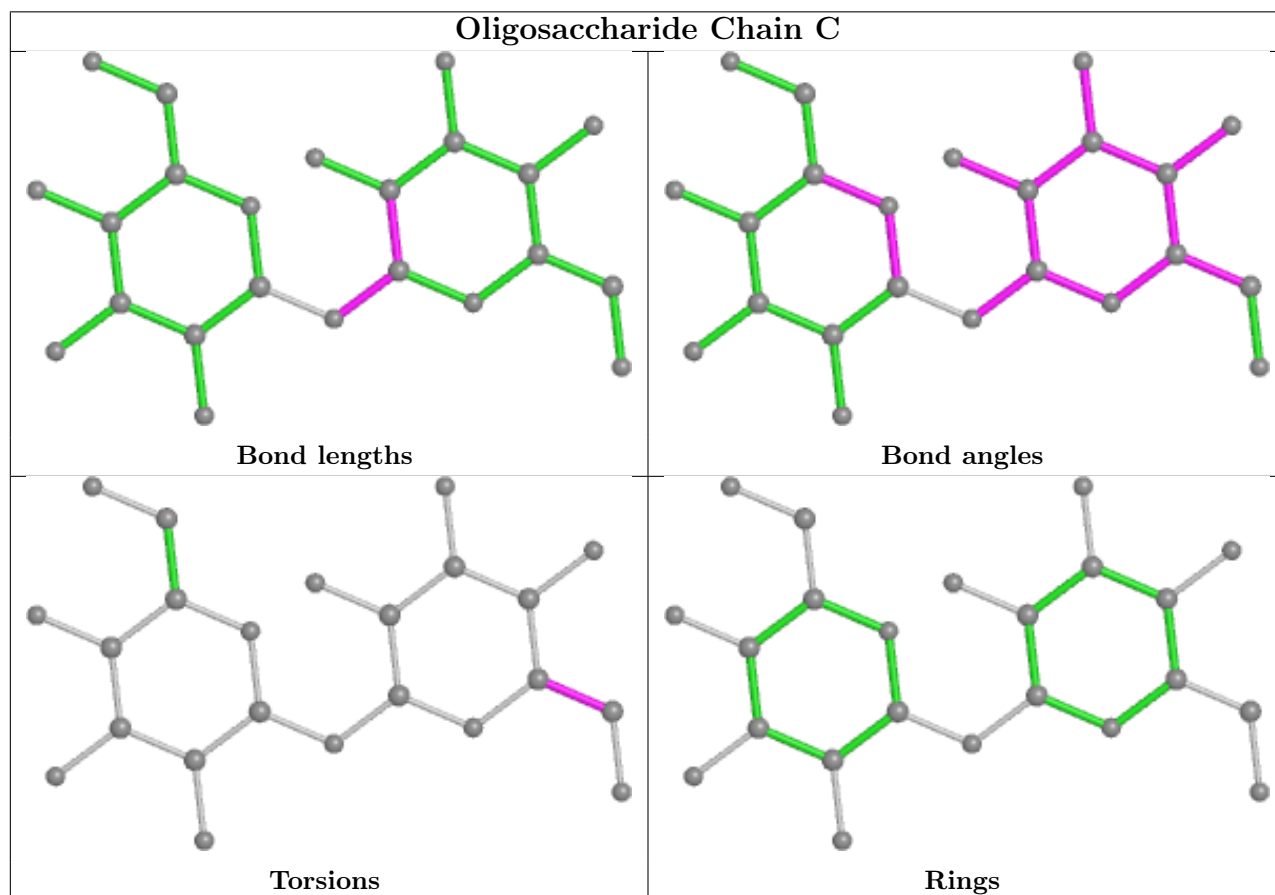 Oligosaccharide Chain C
Bond lengths
Bond angles
Torsions
Rings